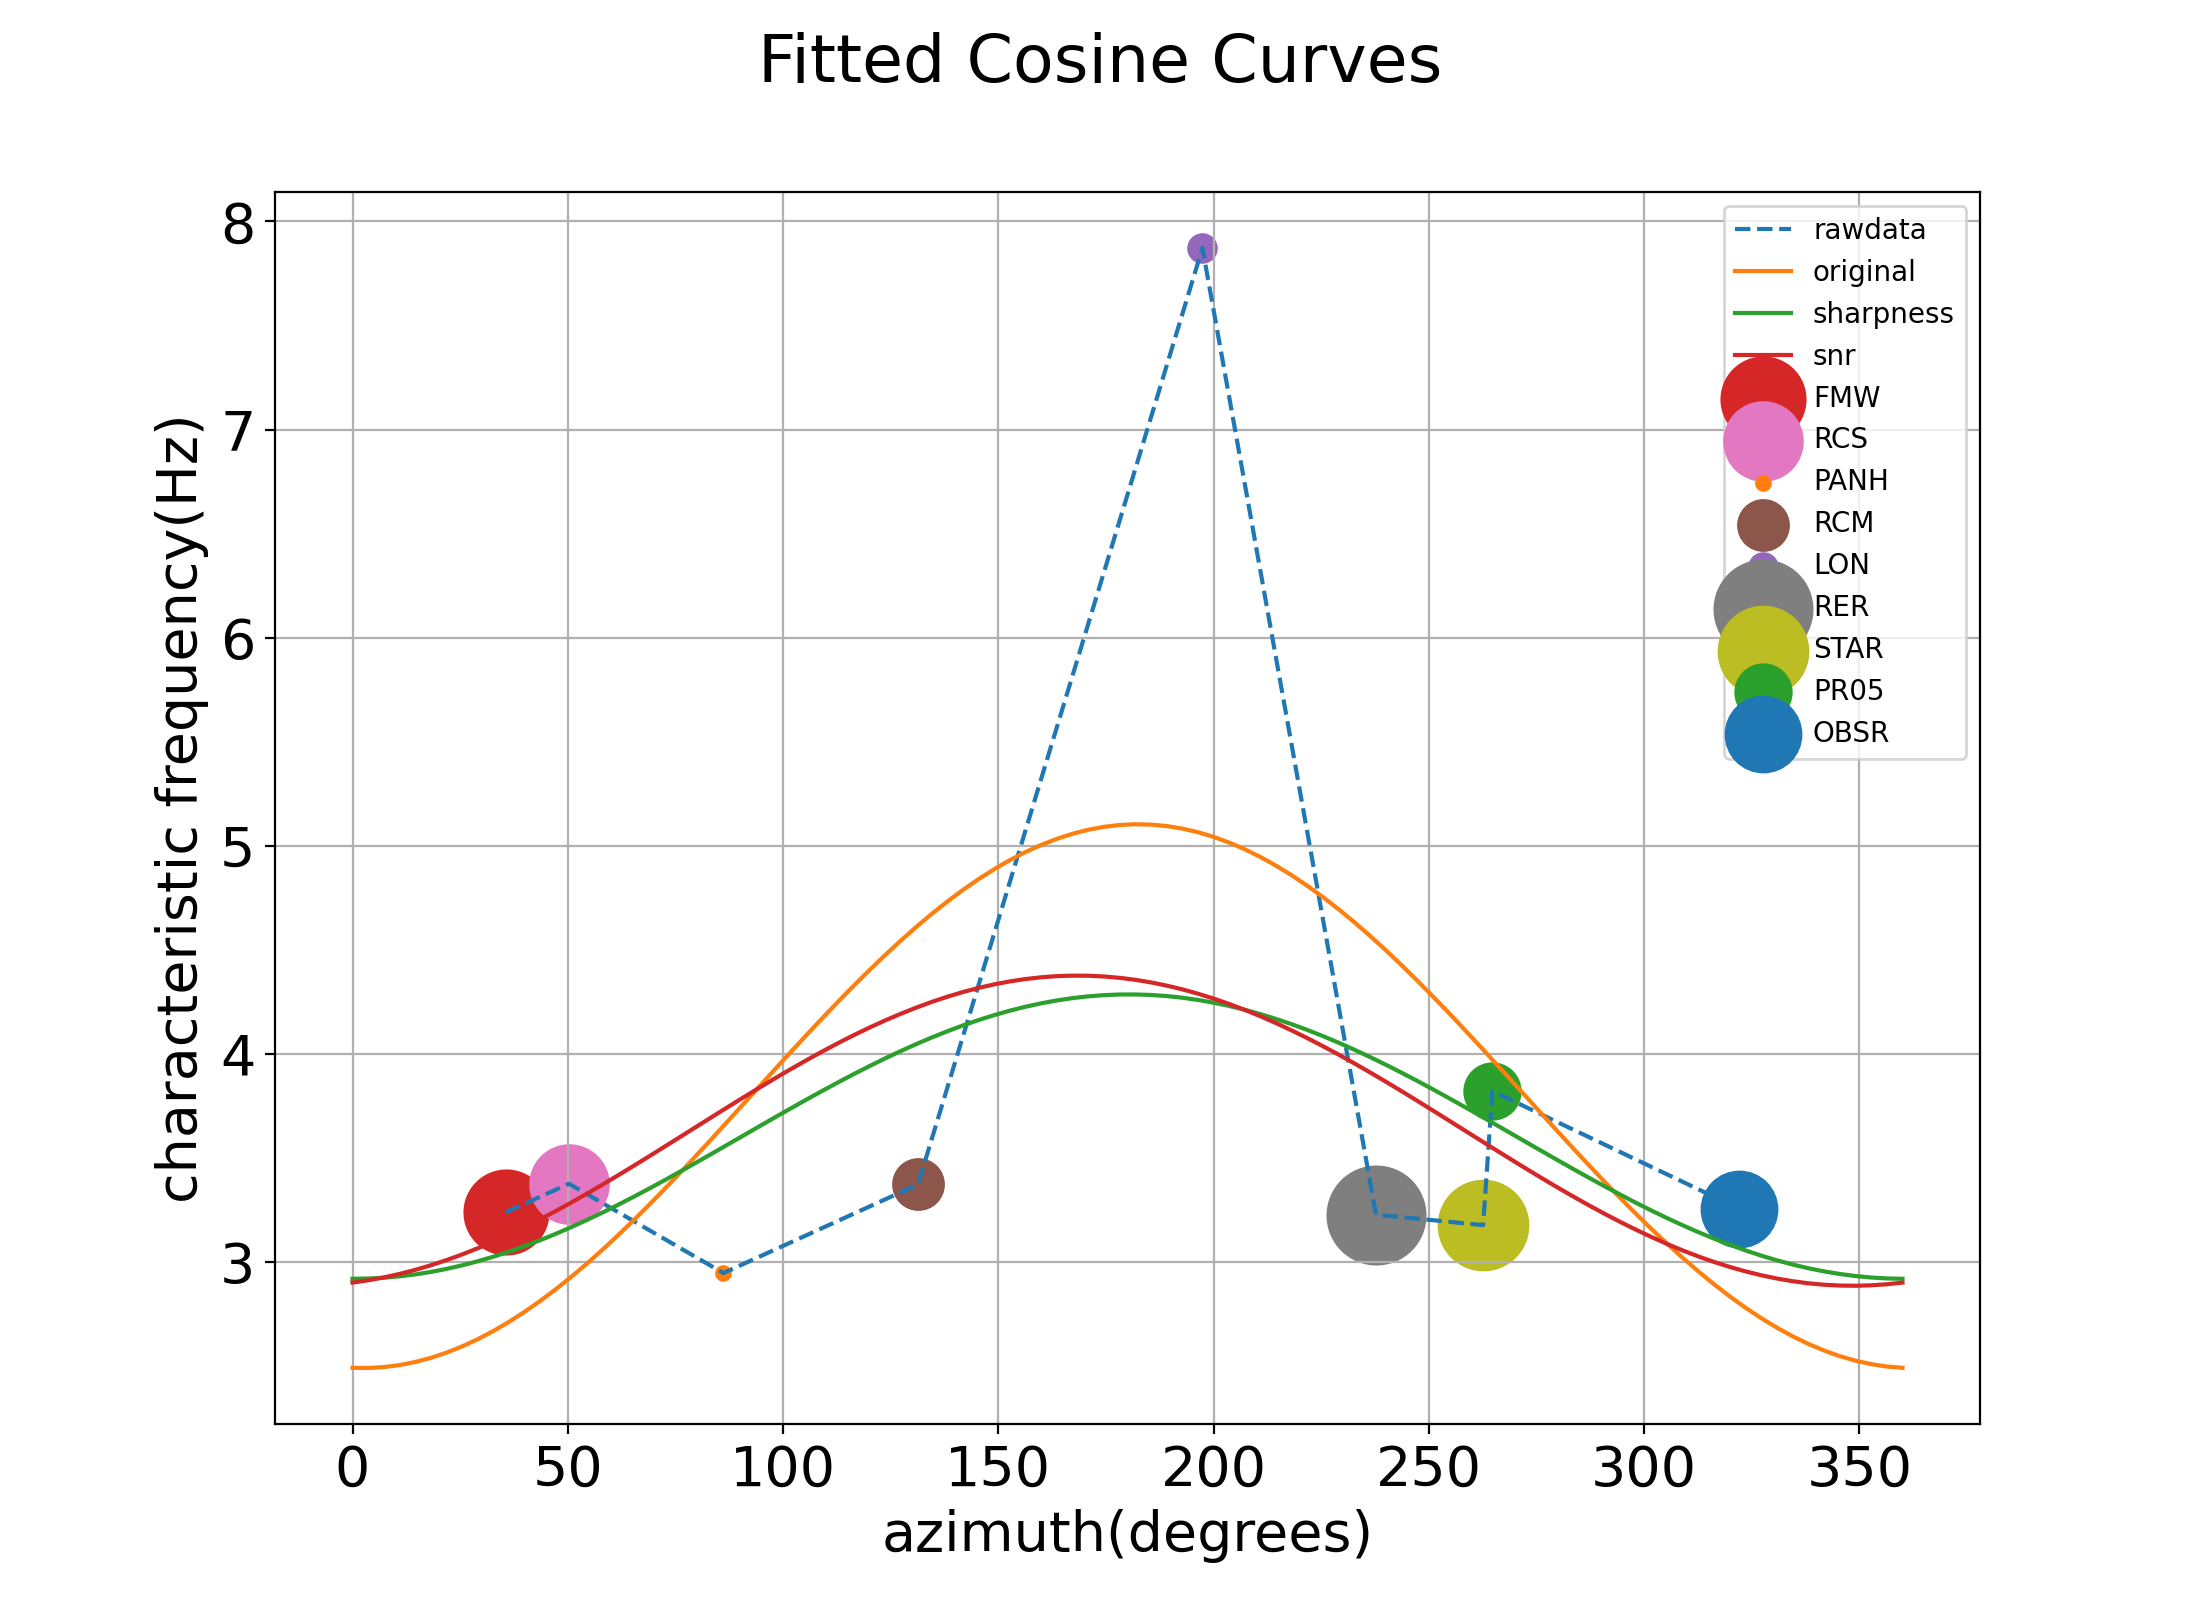 Fitted Cosine Curves
8
7
6
5
4
3
characteristic frequency(Hz)
rawdata
original
sharpness
snr
FMW
RCS
PANH
RCM
LON
RER
STAR
PR05
OBSR
0 50 100 150 200 250 300 350
azimuth(degrees)